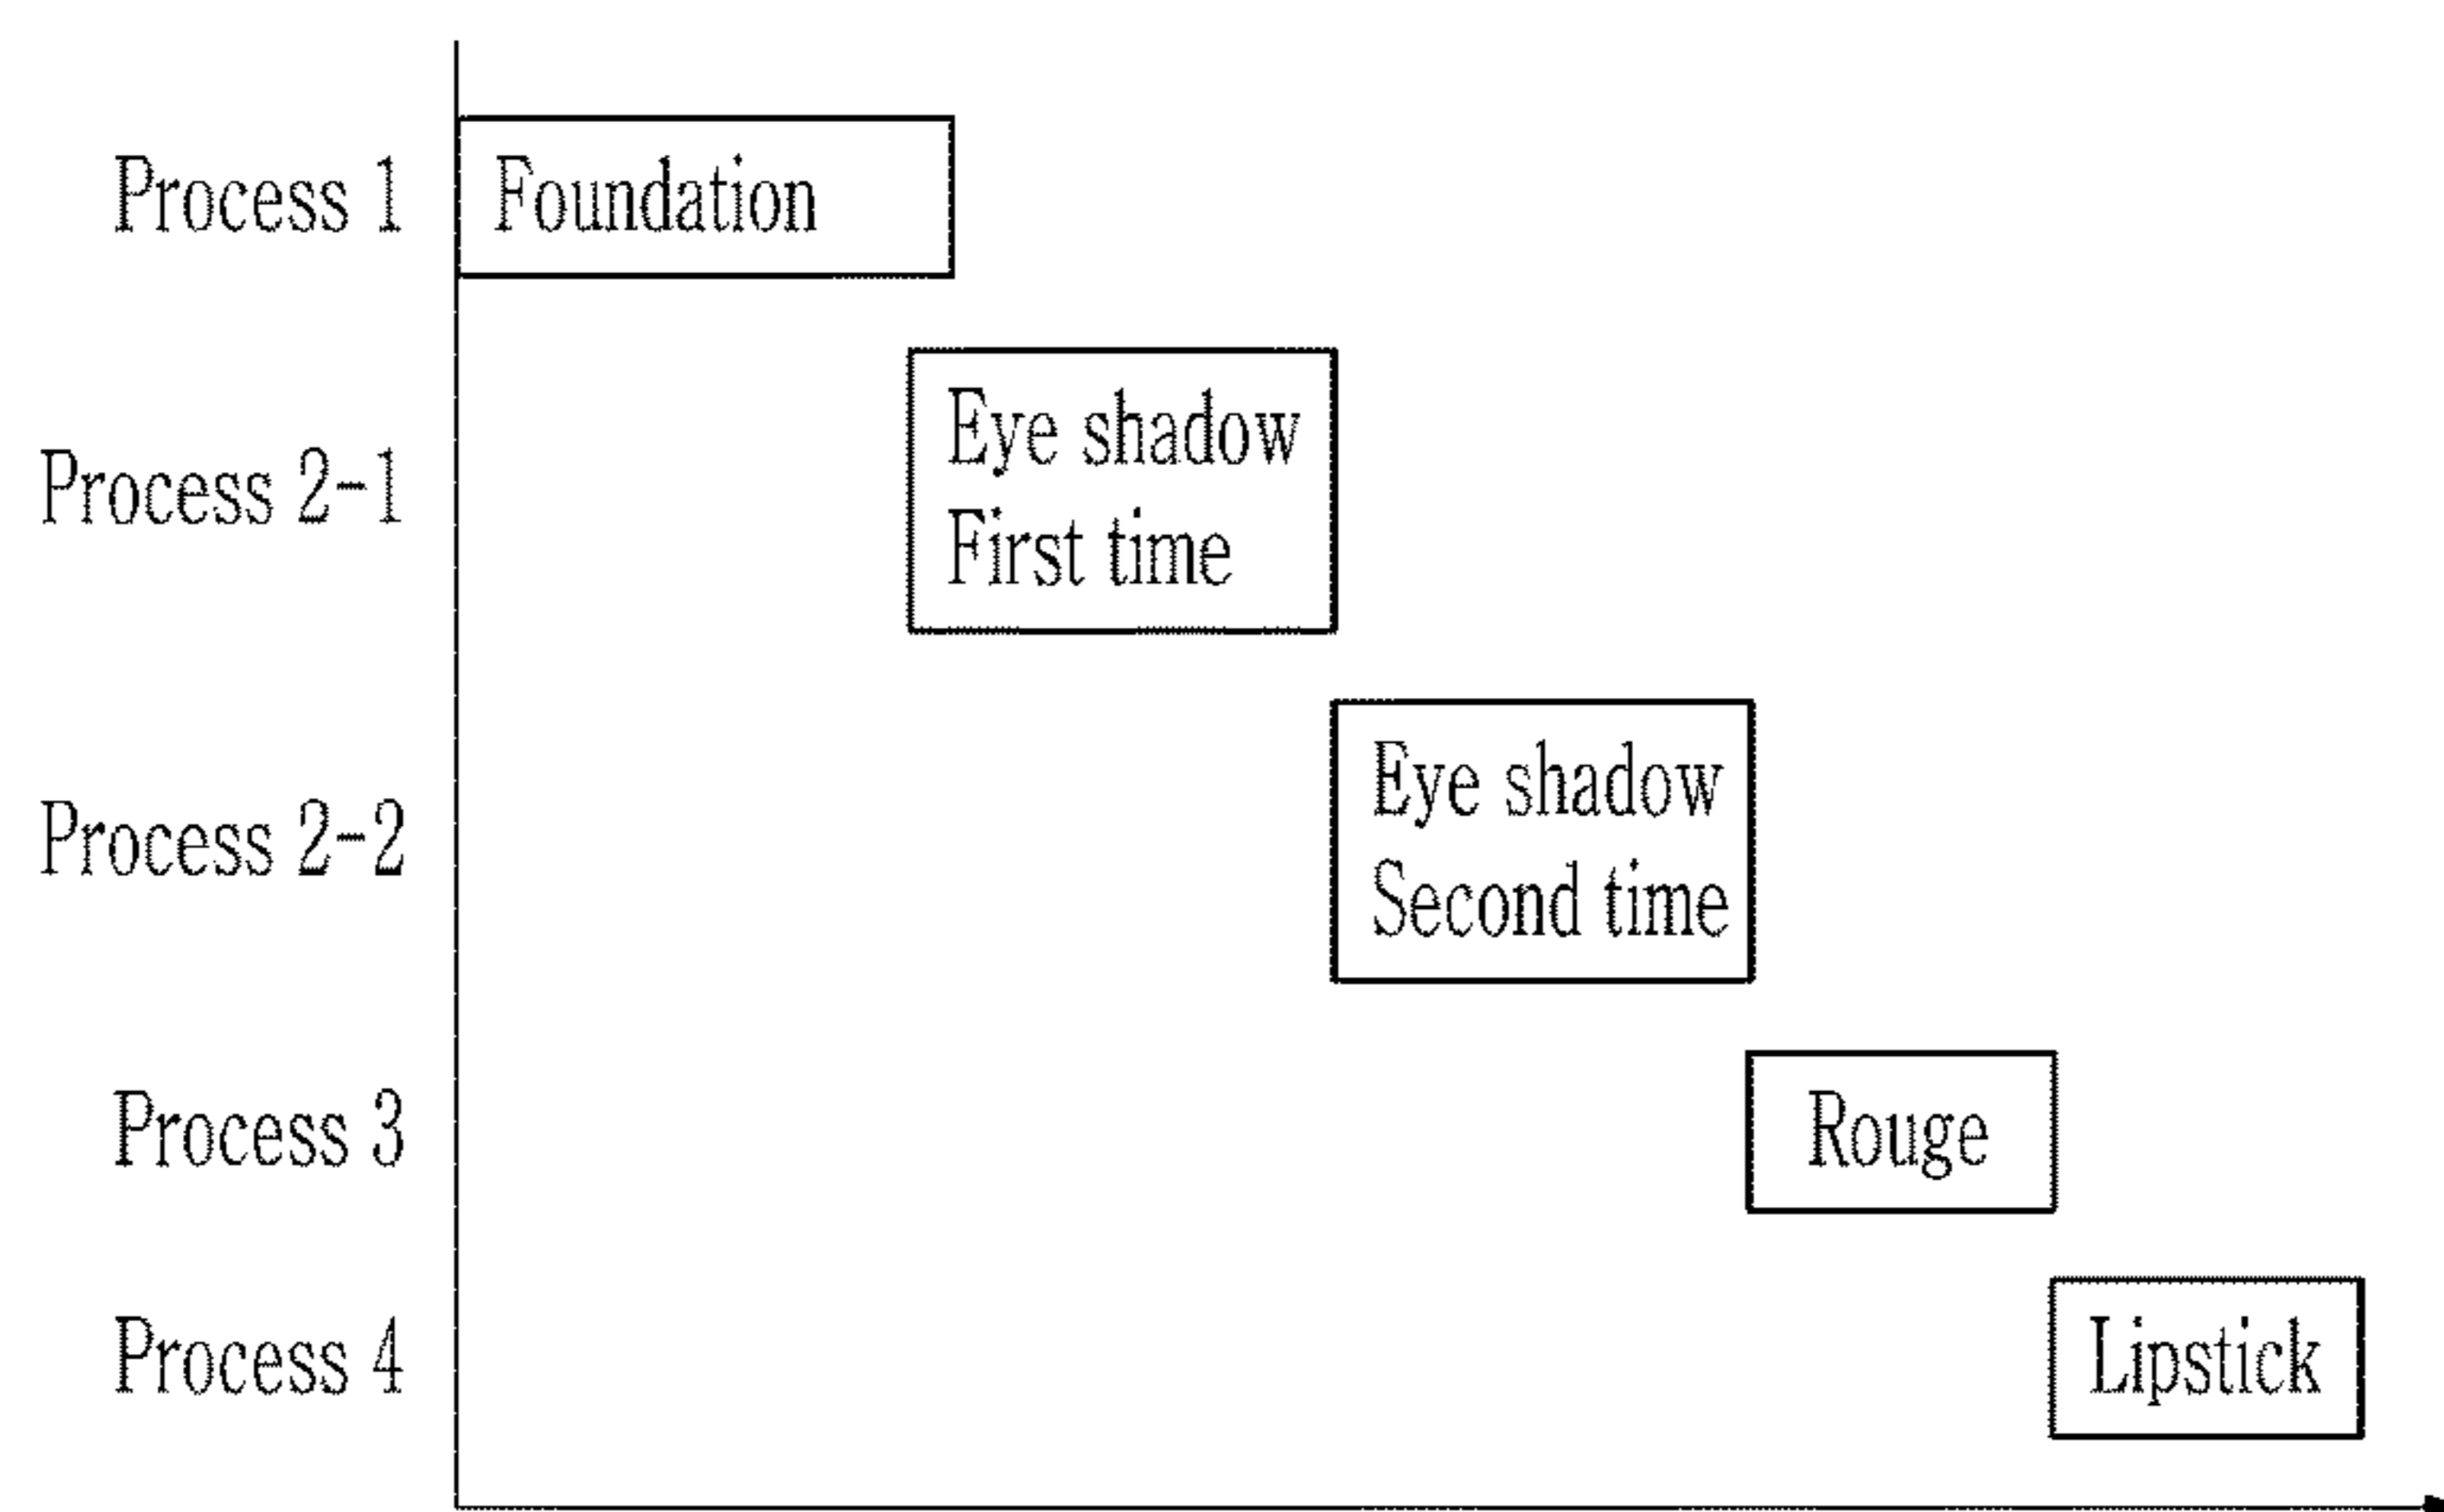 Process 1
Foundation
Process 2-1
Eye shadow
First time
Process 2-2
Eye shadow
Second time
Process 3
Rouge
Process 4
Lipstick